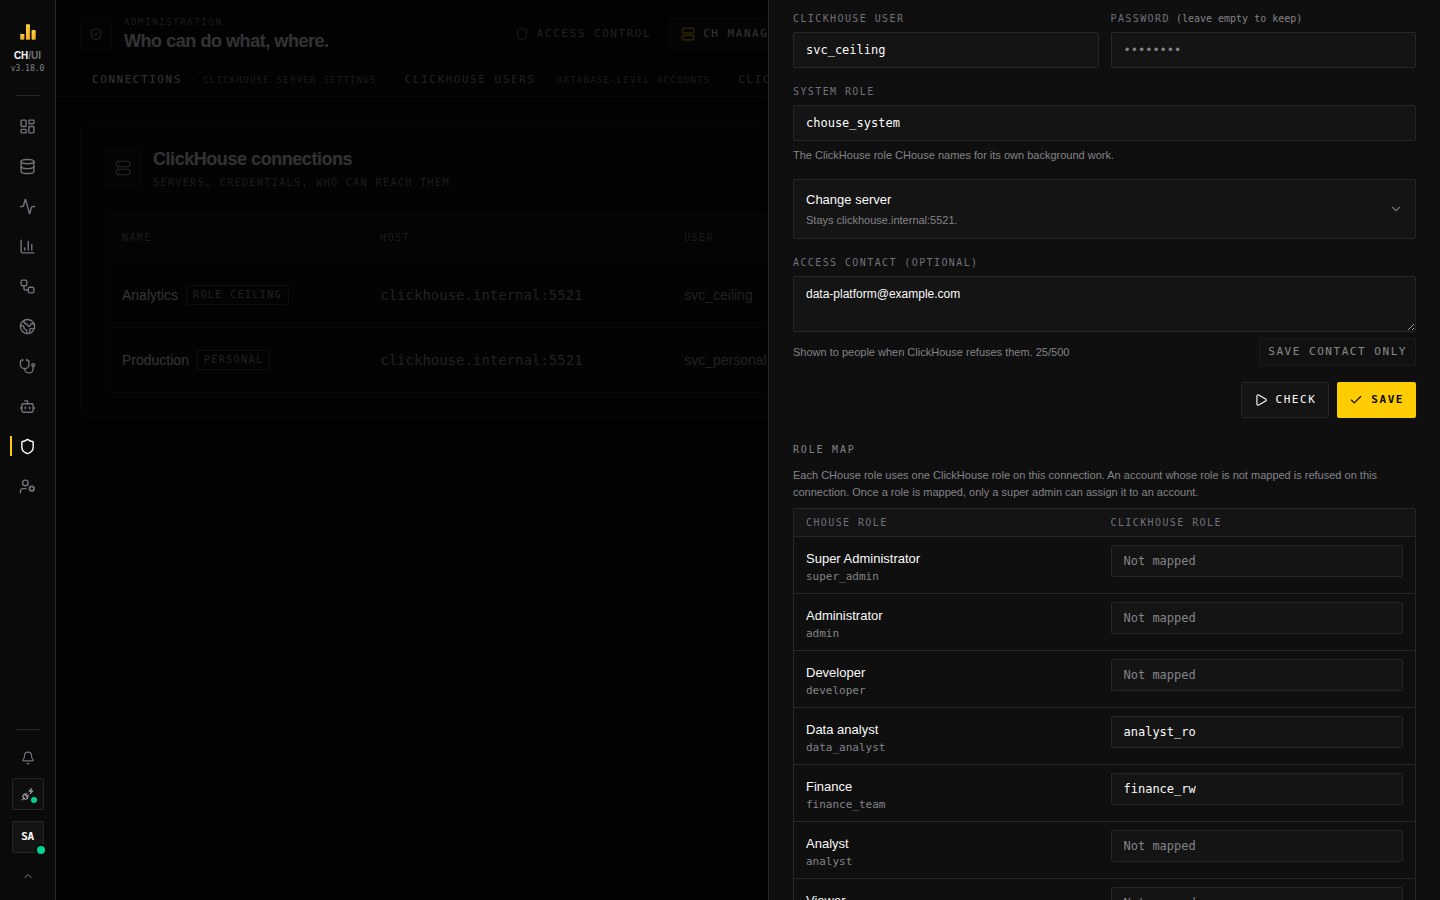 CH/UI
v3.18.0
SA
ADMINISTRATION
Who can do what, where.
ACCESS CONTROL
CH MANAG
CONNECTIONS · CLICKHOUSE SERVER SETTINGS
CLICKHOUSE USERS · DATABASE-LEVEL ACCOUNTS
CLIC
ClickHouse connections
SERVERS, CREDENTIALS, WHO CAN REACH THEM
NAME HOST USER
Analytics ROLE CEILING clickhouse.internal:5521 svc_ceiling
Production PERSONAL clickhouse.internal:5521 svc_personal
CLICKHOUSE USER PASSWORD (leave empty to keep)
svc_ceiling ••••••••
SYSTEM ROLE
chouse_system
The ClickHouse role CHouse names for its own background work.
Change server
Stays clickhouse.internal:5521.
ACCESS CONTACT (OPTIONAL)
data-platform@example.com
Shown to people when ClickHouse refuses them. 25/500
SAVE CONTACT ONLY
CHECK SAVE
ROLE MAP
Each CHouse role uses one ClickHouse role on this connection. An account whose role is not mapped is refused on this
connection. Once a role is mapped, only a super admin can assign it to an account.
CHOUSE ROLE CLICKHOUSE ROLE
Super Administrator Not mapped
super_admin
Administrator Not mapped
admin
Developer Not mapped
developer
Data analyst analyst_ro
data_analyst
Finance finance_rw
finance_team
Analyst Not mapped
analyst